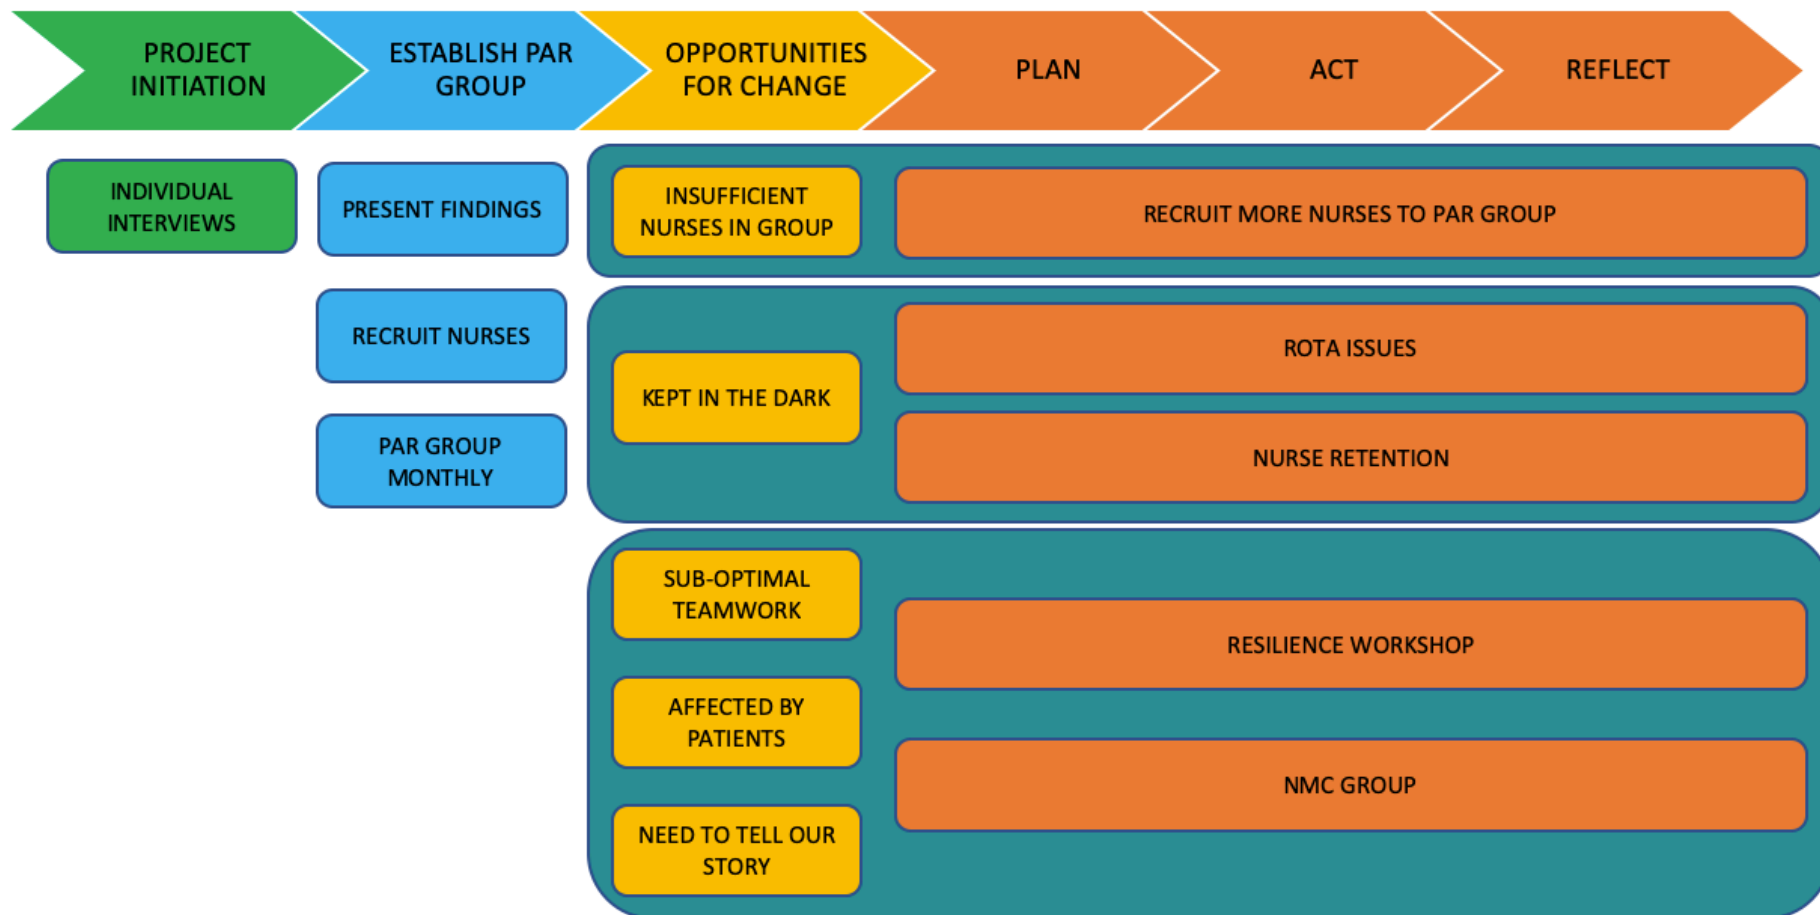 PROJECT
INITIATION
ESTABLISH PAR
GROUP
OPPORTUNITIES
FOR CHANGE
PLAN
ACT
REFLECT
INDIVIDUAL
INTERVIEWS
PRESENT FINDINGS
RECRUIT NURSES
PAR GROUP
MONTHLY
INSUFFICIENT
NURSES IN GROUP
RECRUIT MORE NURSES TO PAR GROUP
KEPT IN THE DARK
ROTA ISSUES
NURSE RETENTION
SUB-OPTIMAL
TEAMWORK
AFFECTED BY
PATIENTS
NEED TO TELL OUR
STORY
RESILIENCE WORKSHOP
NMC GROUP